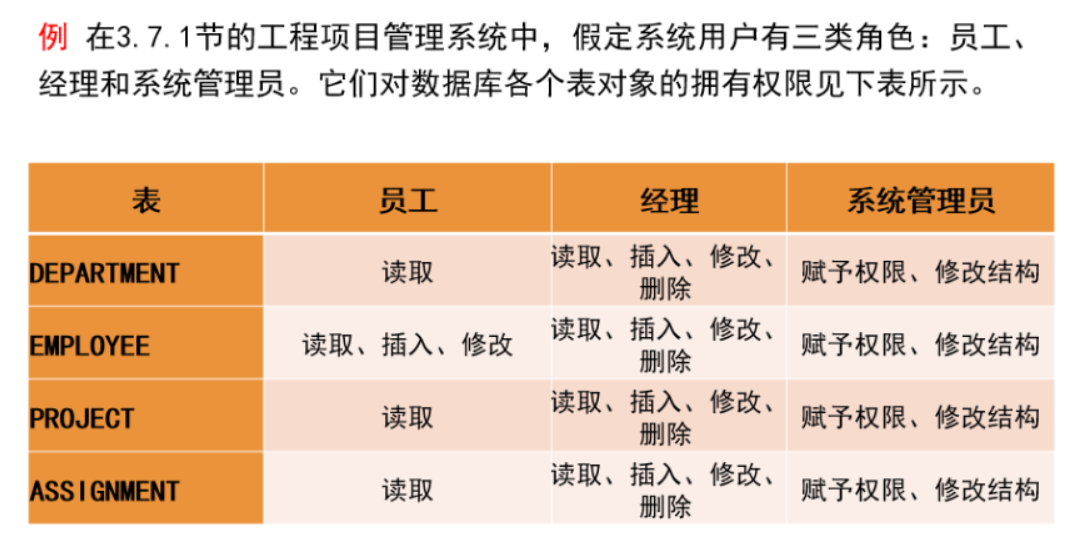 例 在3.7.1节的工程项目管理系统中，假定系统用户有三类角色：员工、
经理和系统管理员。它们对数据库各个表对象的拥有权限见下表所示。
表 员工 经理 系统管理员
DEPARTMENT 读取 读取、插入、修改、删除 赋予权限、修改结构
EMPLOYEE 读取、插入、修改 读取、插入、修改、删除 赋予权限、修改结构
PROJECT 读取 读取、插入、修改、删除 赋予权限、修改结构
ASSIGNMENT 读取 读取、插入、修改、删除 赋予权限、修改结构